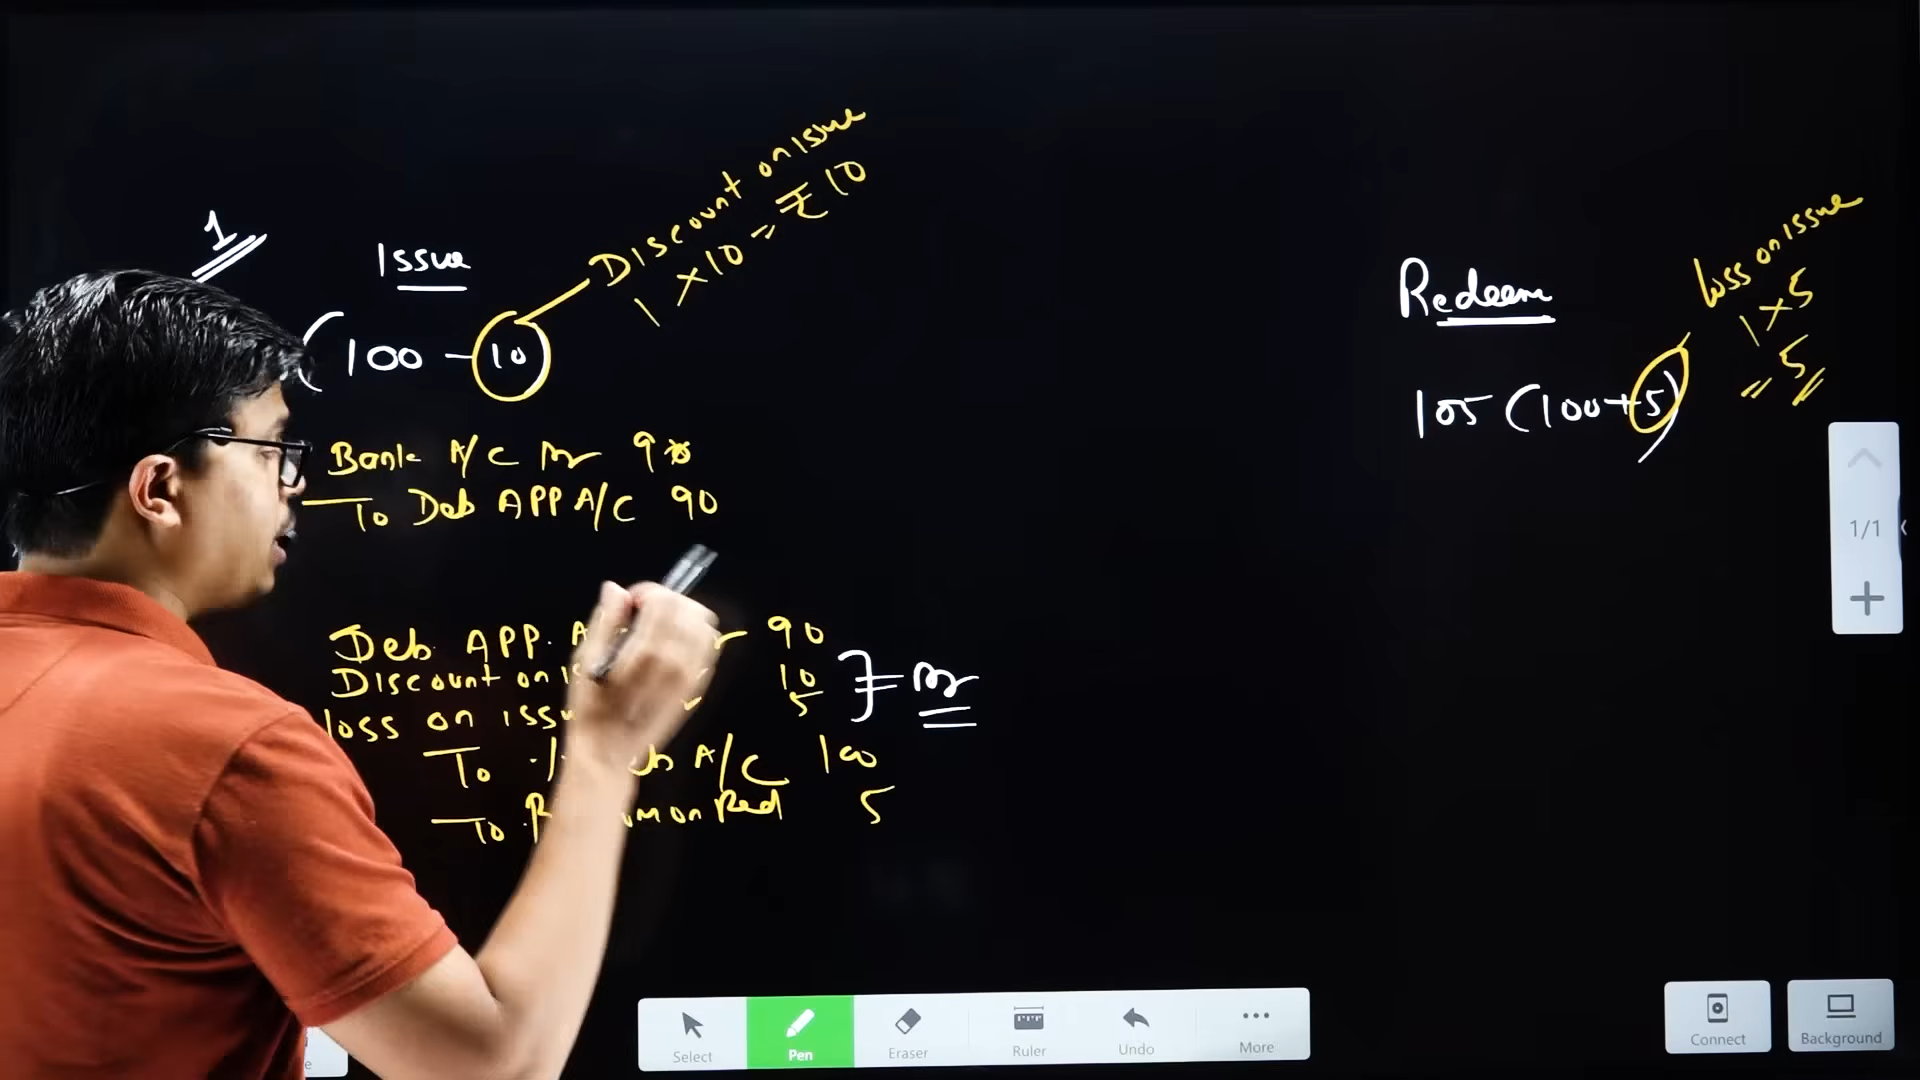 1
Issue
(100 - 10
Discount on issue
1 × 10 = ₹10
Redeem
105 (100+5)
loss on issue
1 × 5
= 5
Bank A/C Dr 90
To Deb APP A/C 90
Deb. APP. 90
Discount on 10
loss on 5
} = Dr
To A/C 100
To on Red 5
1/1
Select
Pen
Eraser
Ruler
Undo
More
Connect
Background